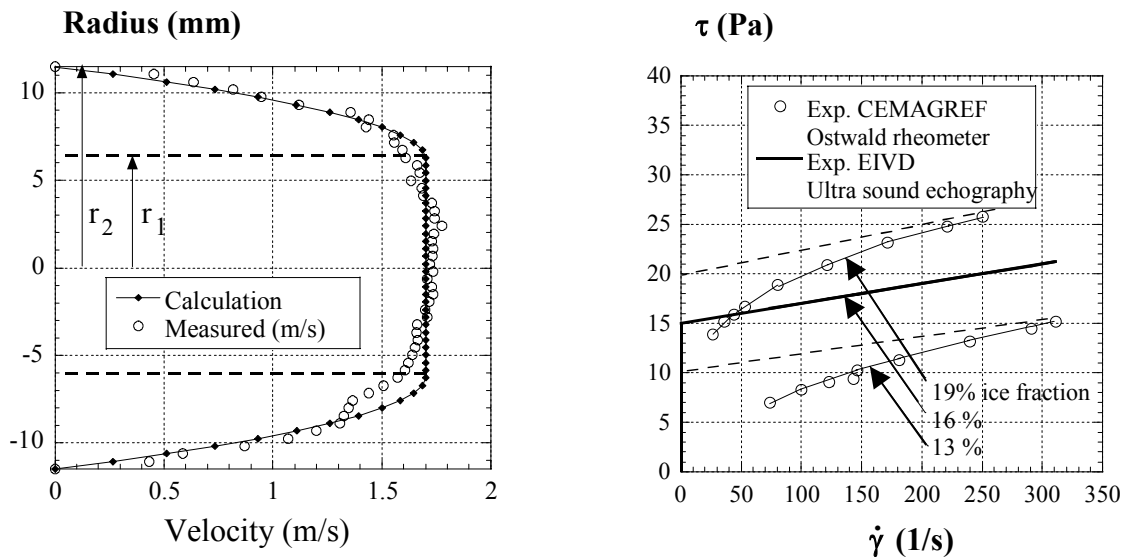 Radius (mm)
10
5
0
-5
-10
r2
r1
Calculation
Measured (m/s)
0
0.5
1
1.5
2
Velocity (m/s)
τ (Pa)
40
35
30
25
20
15
10
5
0
Exp. CEMAGREF
Ostwald rheometer
Exp. EIVD
Ultra sound echography
19% ice fraction
16 %
13 %
0
50
100
150
200
250
300
350
γ̇ (1/s)